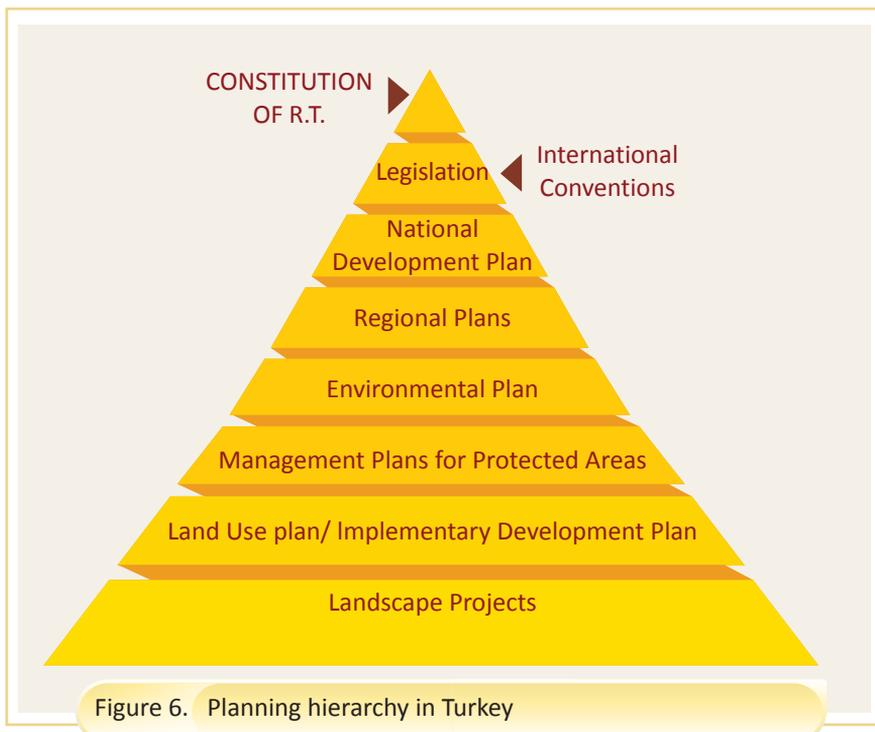 CONSTITUTION
OF R.T.
International
Conventions
Legislation
National
Development Plan
Regional Plans
Environmental Plan
Management Plans for Protected Areas
Land Use plan/ Implementary Development Plan
Landscape Projects
Figure 6. Planning hierarchy in Turkey